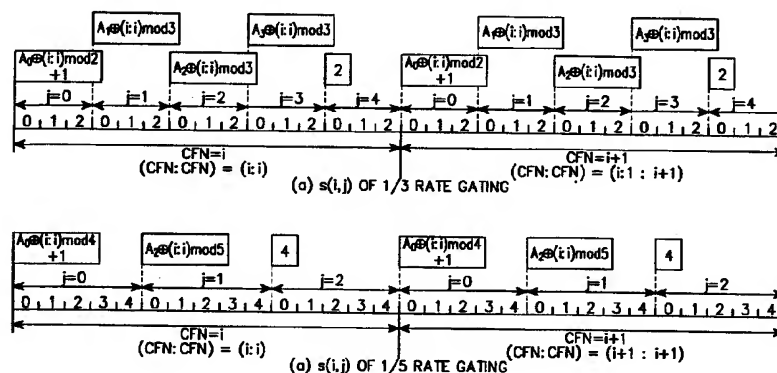 A₁⊕(i:i)mod3 A₃⊕(i:i)mod3 A₁⊕(i:i)mod3 A₃⊕(i:i)mod3
A₀⊕(i:i)mod2 +1 A₂⊕(i:i)mod3 2 A₀⊕(i:i)mod2 +1 A₂⊕(i:i)mod3 2
j=0 j=1 j=2 j=3 j=4 j=0 j=1 j=2 j=3 j=4
0 1 2 0 1 2 0 1 2 0 1 2 0 1 2 0 1 2 0 1 2 0 1 2 0 1 2 0 1 2
CFN=i CFN=i+1
(CFN: CFN) = (i:i) (CFN: CFN) = (i:1 : i+1)
(a) s(i,j) OF 1/3 RATE GATING
A₀⊕(i:i)mod4 +1 A₂⊕(i:i)mod5 4 A₀⊕(i:i)mod4 +1 A₂⊕(i:i)mod5 4
j=0 j=1 j=2 j=0 j=1 j=2
0 1 2 3 4 0 1 2 3 4 0 1 2 3 4 0 1 2 3 4 0 1 2 3 4 0 1 2 3 4
CFN=i CFN=i+1
(CFN: CFN) = (i:i) (CFN: CFN) = (i+1 : i+1)
(a) s(i,j) OF 1/5 RATE GATING